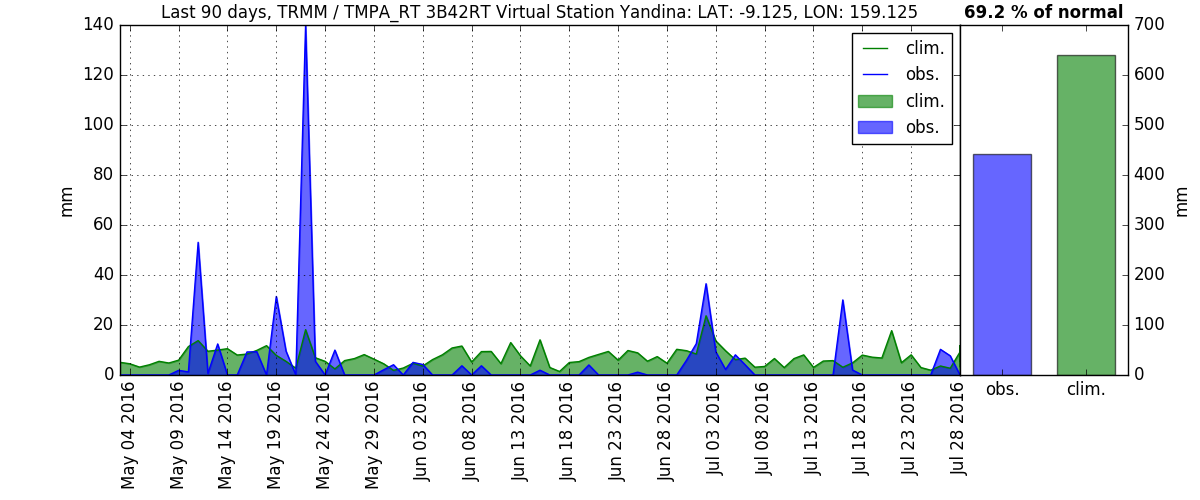 Last 90 days, TRMM / TMPA_RT 3B42RT Virtual Station Yandina: LAT: -9.125, LON: 159.125
69.2 % of normal
mm
140
120
100
80
60
40
20
0
clim.
obs.
clim.
obs.
May 04 2016
May 09 2016
May 14 2016
May 19 2016
May 24 2016
May 29 2016
Jun 03 2016
Jun 08 2016
Jun 13 2016
Jun 18 2016
Jun 23 2016
Jun 28 2016
Jul 03 2016
Jul 08 2016
Jul 13 2016
Jul 18 2016
Jul 23 2016
Jul 28 2016
obs.
clim.
700
600
500
400
300
200
100
0
mm